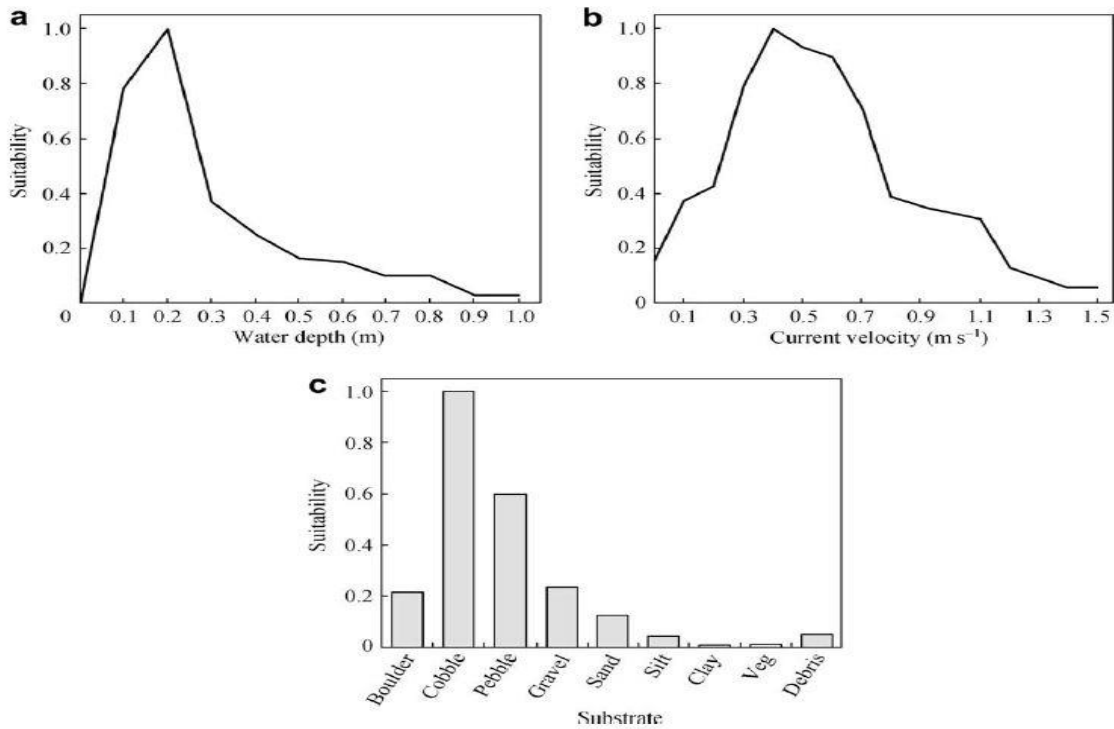 a
1.0
0.8
0.6
0.4
0.2
0
Suitability
0.1 0.2 0.3 0.4 0.5 0.6 0.7 0.8 0.9 1.0
Water depth (m)
b
1.0
0.8
0.6
0.4
0.2
0
Suitability
0.1 0.3 0.5 0.7 0.9 1.1 1.3 1.5
Current velocity (m s⁻¹)
c
1.0
0.8
0.6
0.4
0.2
0
Suitability
Boulder Cobble Pebble Gravel Sand Silt Clay Veg Debris
Substrate